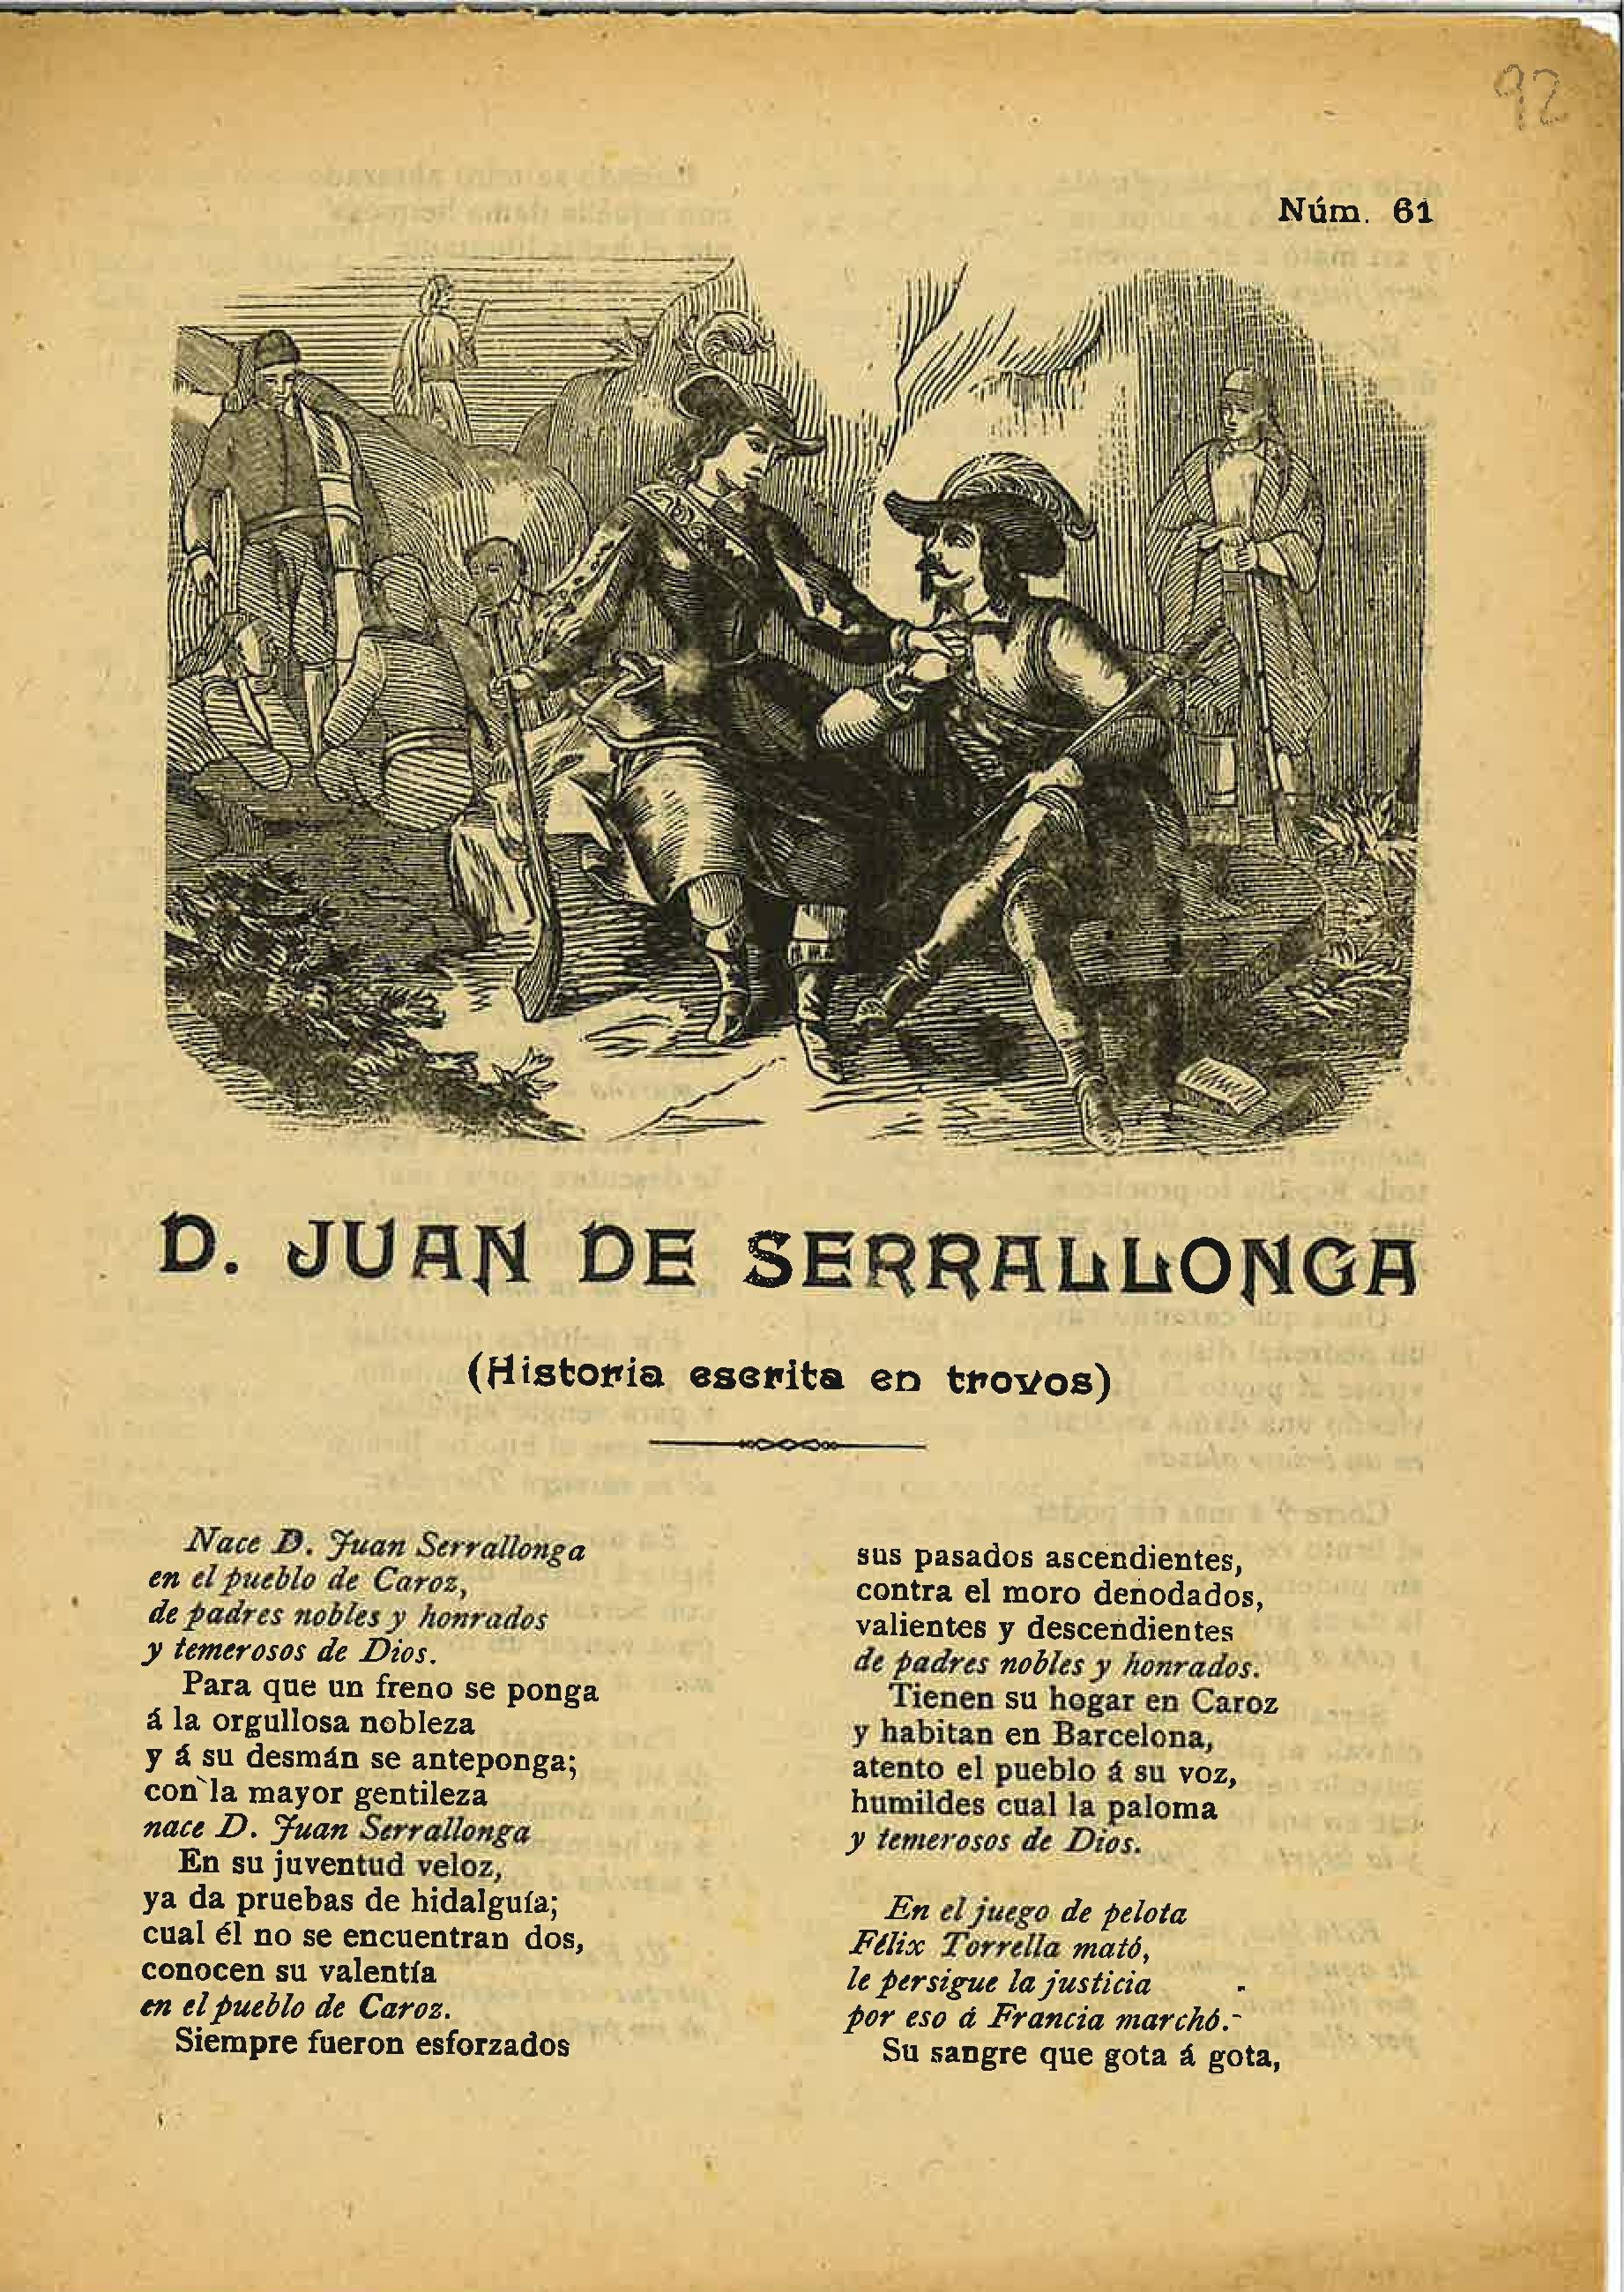 92
Núm. 61
D. JUAN DE SERRALLONGA
(Historia escrita en trovos)
Nace D. Juan Serrallonga
en el pueblo de Caroz,
de padres nobles y honrados
y temerosos de Dios.
Para que un freno se ponga
á la orgullosa nobleza
y á su desmán se anteponga;
con la mayor gentileza
nace D. Juan Serrallonga
En su juventud veloz,
ya da pruebas de hidalguía;
cual él no se encuentran dos,
conocen su valentía
en el pueblo de Caroz.
Siempre fueron esforzados
sus pasados ascendientes,
contra el moro denodados,
valientes y descendientes
de padres nobles y honrados.
Tienen su hogar en Caroz
y habitan en Barcelona,
atento el pueblo á su voz,
humildes cual la paloma
y temerosos de Dios.
En el juego de pelota
Félix Torrella mató,
le persigue la justicia
por eso á Francia marchó.-
Su sangre que gota á gota,